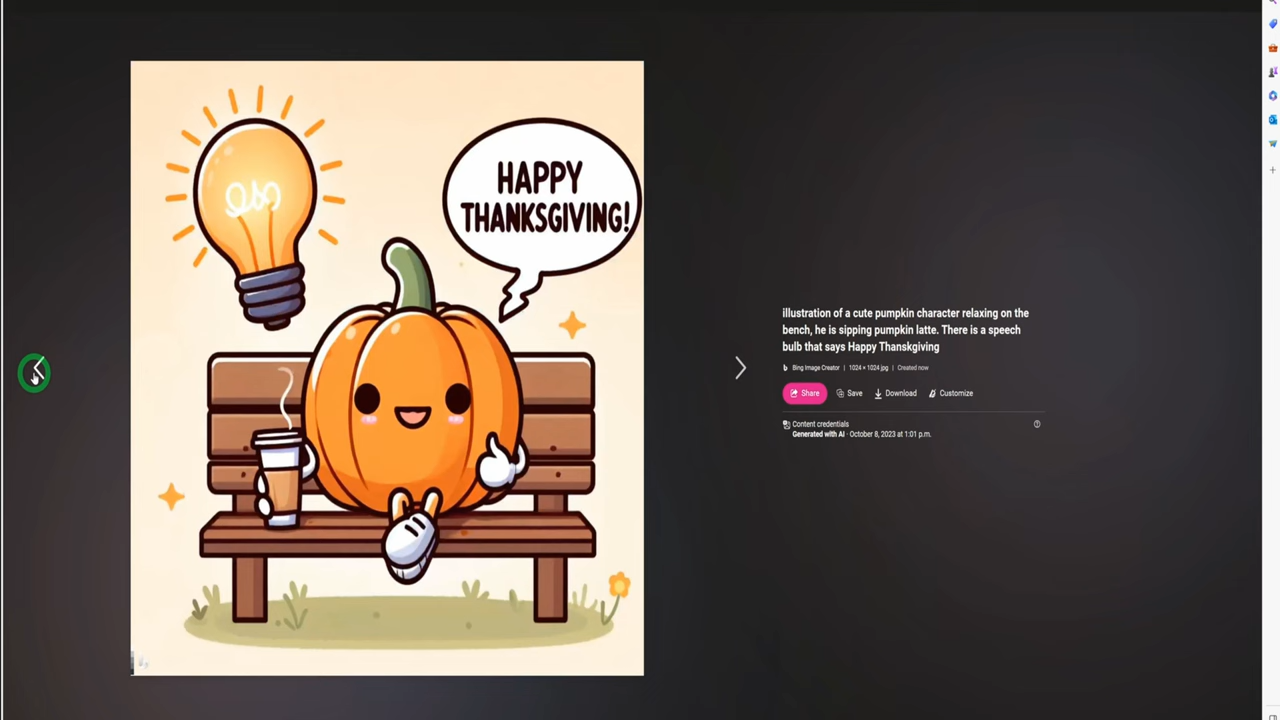 HAPPY
THANKSGIVING!
illustration of a cute pumpkin character relaxing on the
bench, he is sipping pumpkin latte. There is a speech
bulb that says Happy Thanskgiving
b Bing Image Creator | 1024 × 1024 jpg | Created now
Share Save Download Customize
Content credentials
Generated with AI · October 8, 2023 at 1:01 p.m.